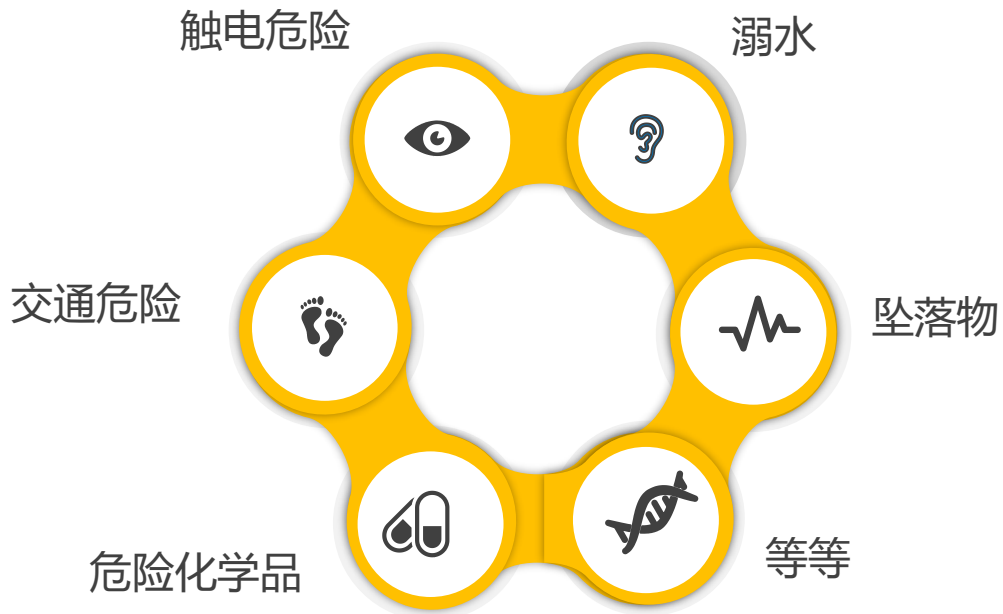 触电危险
溺水
交通危险
坠落物
危险化学品
等等